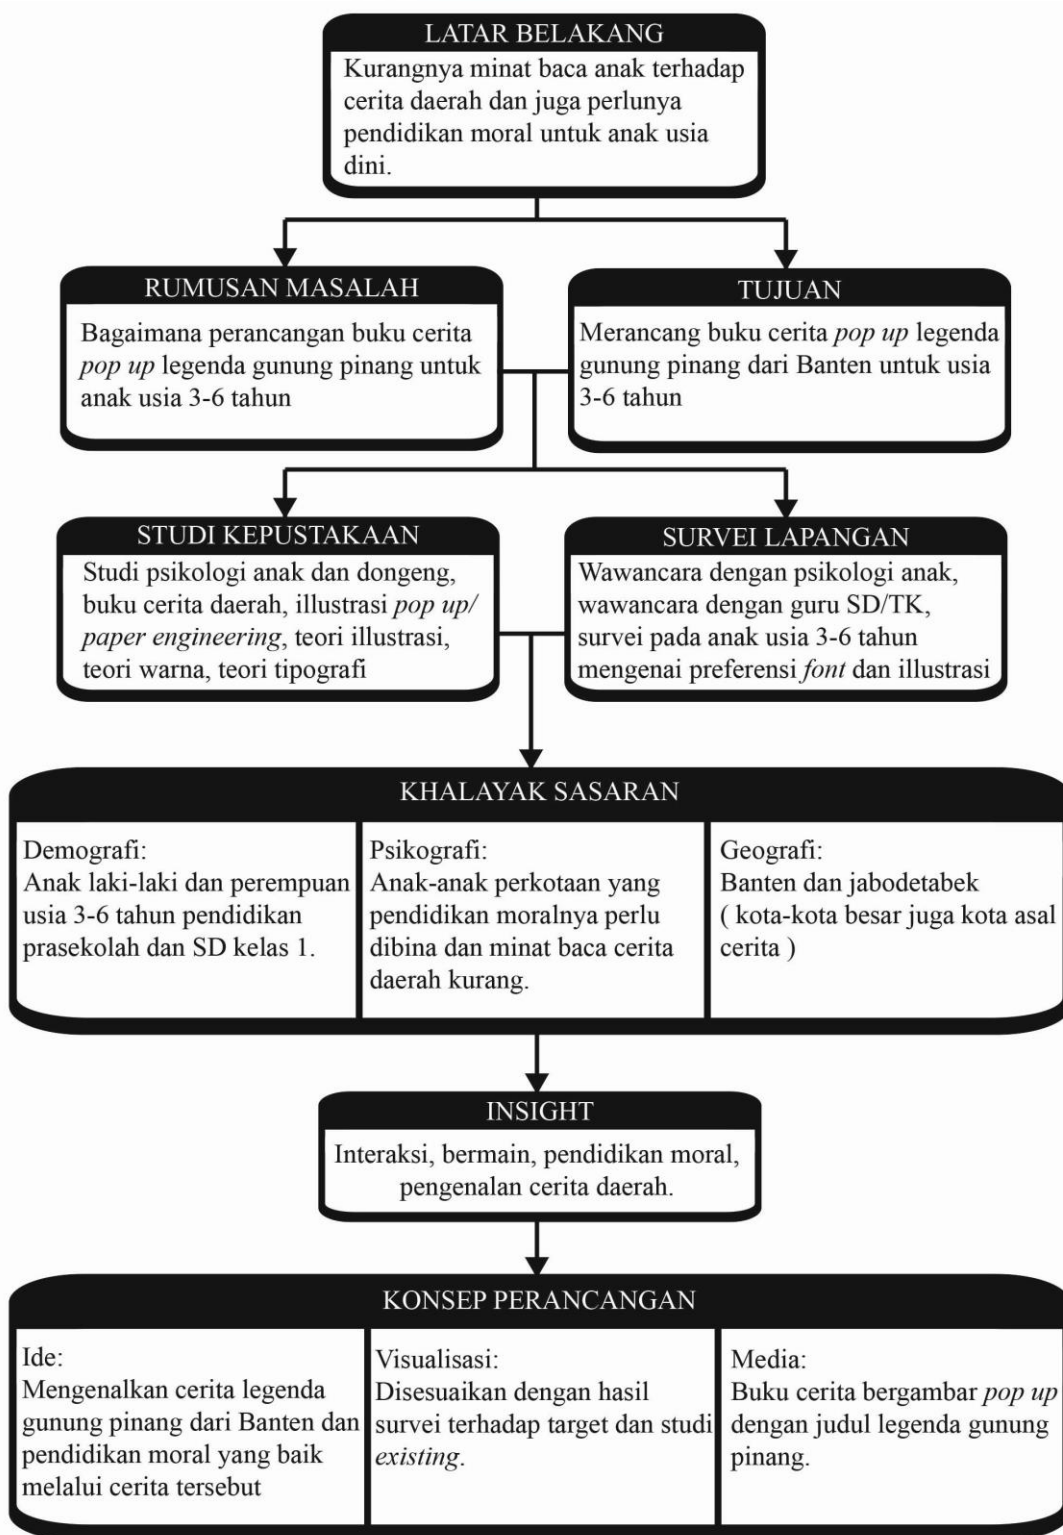 LATAR BELAKANG
Kurangnya minat baca anak terhadap
cerita daerah dan juga perlunya
pendidikan moral untuk anak usia
dini.
RUMUSAN MASALAH
Bagaimana perancangan buku cerita
pop up legenda gunung pinang untuk
anak usia 3-6 tahun
TUJUAN
Merancang buku cerita pop up legenda
gunung pinang dari Banten untuk usia
3-6 tahun
STUDI KEPUSTAKAAN
Studi psikologi anak dan dongeng,
buku cerita daerah, illustrasi pop up/
paper engineering, teori illustrasi,
teori warna, teori tipografi
SURVEI LAPANGAN
Wawancara dengan psikologi anak,
wawancara dengan guru SD/TK,
survei pada anak usia 3-6 tahun
mengenai preferensi font dan illustrasi
KHALAYAK SASARAN
Demografi:
Anak laki-laki dan perempuan
usia 3-6 tahun pendidikan
prasekolah dan SD kelas 1.
Psikografi:
Anak-anak perkotaan yang
pendidikan moralnya perlu
dibina dan minat baca cerita
daerah kurang.
Geografi:
Banten dan jabodetabek
( kota-kota besar juga kota asal
cerita )
INSIGHT
Interaksi, bermain, pendidikan moral,
pengenalan cerita daerah.
KONSEP PERANCANGAN
Ide:
Mengenalkan cerita legenda
gunung pinang dari Banten dan
pendidikan moral yang baik
melalui cerita tersebut
Visualisasi:
Disesuaikan dengan hasil
survei terhadap target dan studi
existing.
Media:
Buku cerita bergambar pop up
dengan judul legenda gunung
pinang.